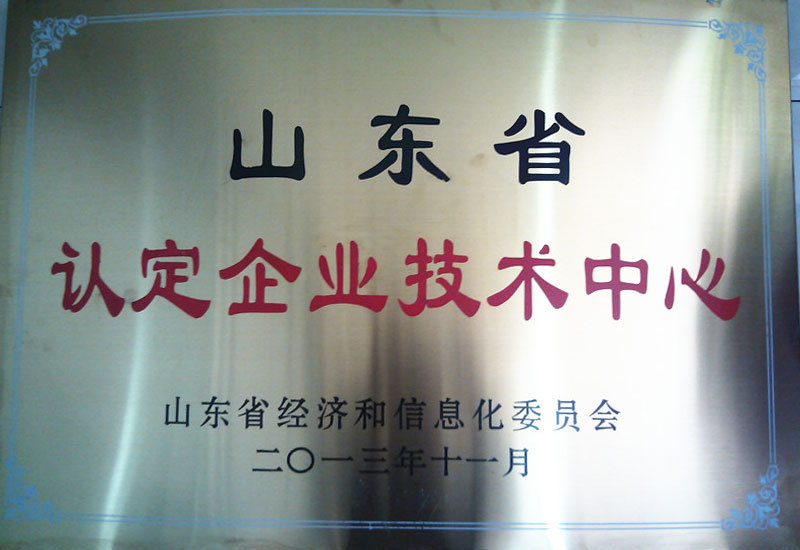 山东省
认定企业技术中心
山东省经济和信息化委员会
二〇一三年十一月